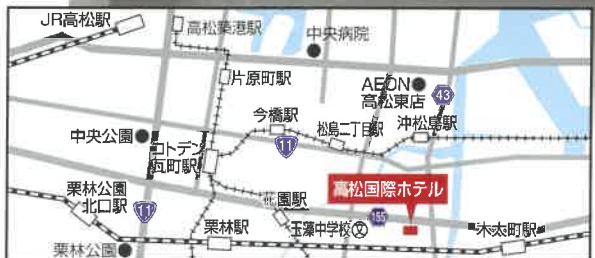 JR高松駅
高松築港駅
中央病院
片原町駅
AEON
高松東店
43
今橋駅
松島二丁目駅
沖松島駅
中央公園
コトデン
瓦町駅
11
栗林公園
北口駅
11
花園駅
高松国際ホテル
栗林駅
玉藻中学校
文
155
木太町駅
栗林公園